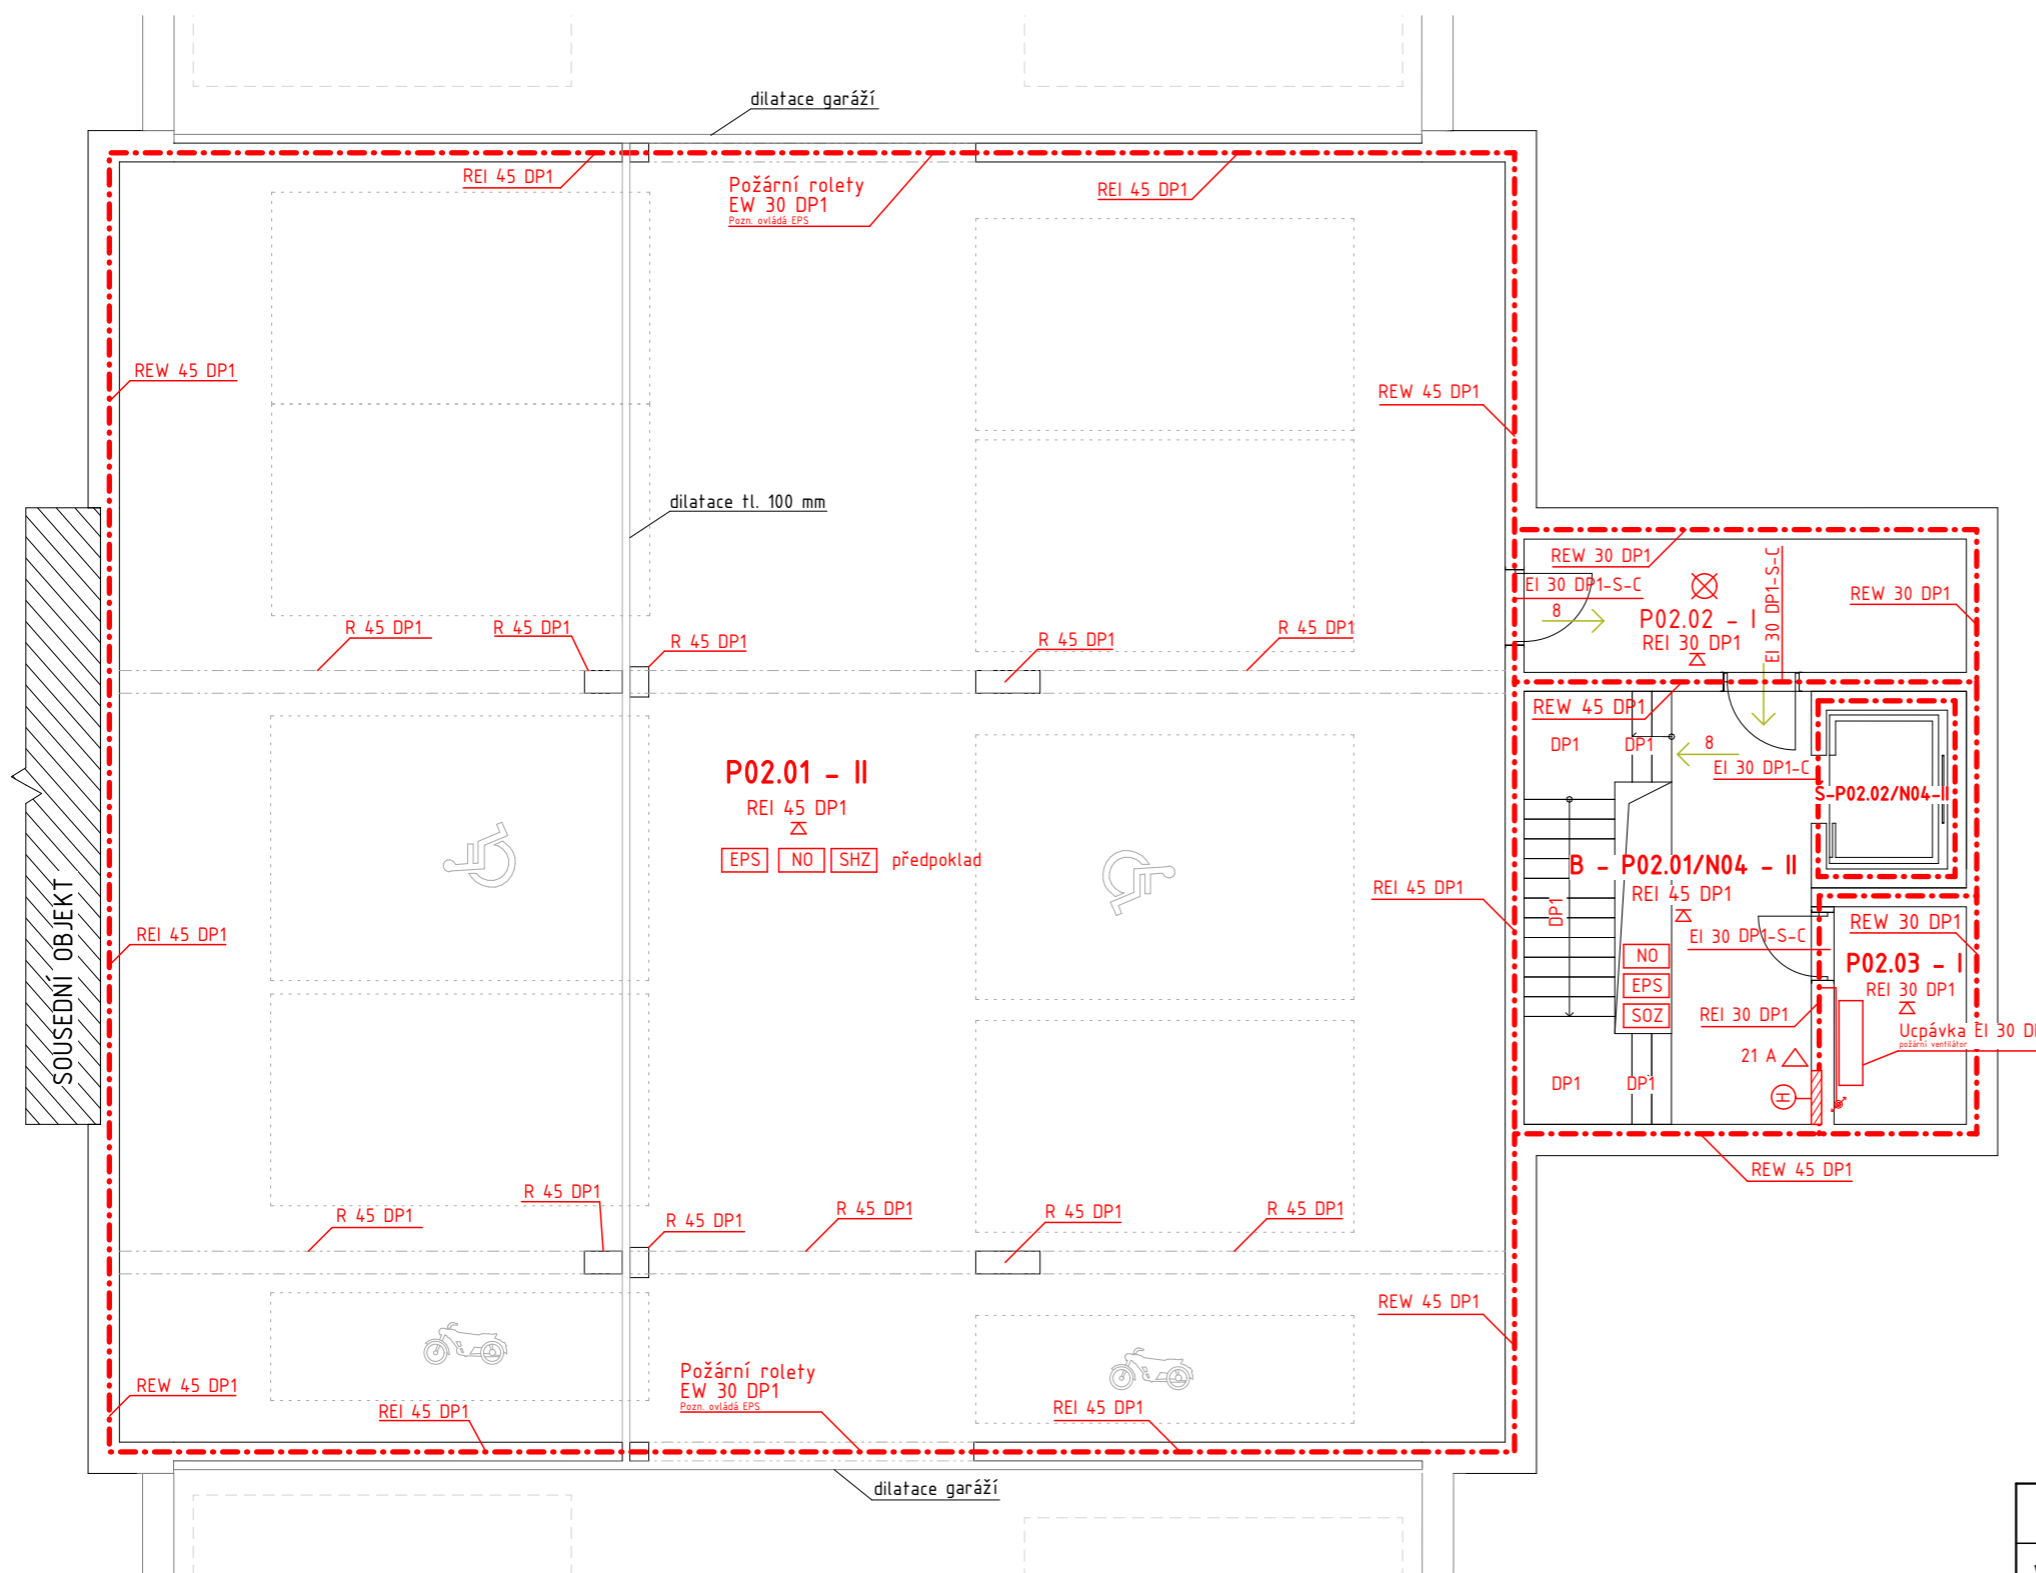 dilatace garáží
REI 45 DP1
Požární rolety
EW 30 DP1
Pozn. ovládá EPS
REI 45 DP1
REW 45 DP1
REW 45 DP1
dilatace tl. 100 mm
REW 30 DP1
EI 30 DP1-S-C
EI 30 DP1-S-C
REW 30 DP1
8
P02.02 - I
REI 30 DP1
R 45 DP1
R 45 DP1
R 45 DP1
R 45 DP1
R 45 DP1
REW 45 DP1
DP1
DP1
8
EI 30 DP1-C
P02.01 - II
REI 45 DP1
EPS
NO
SHZ
předpoklad
Š-P02.02/N04-II
B - P02.01/N04 - II
REI 45 DP1
REI 45 DP1
DP1
SOUSEDNÍ OBJEKT
REI 45 DP1
NO
EPS
SOZ
EI 30 DP1-S-C
REW 30 DP1
P02.03 - I
REI 30 DP1
REI 30 DP1
Ucpávka EI 30
požární ventilátor
21 A
H
DP1
DP1
REW 45 DP1
R 45 DP1
R 45 DP1
R 45 DP1
R 45 DP1
R 45 DP1
R 45 DP1
REW 45 DP1
REW 45 DP1
REI 45 DP1
Požární rolety
EW 30 DP1
Pozn. ovládá EPS
REI 45 DP1
dilatace garáží